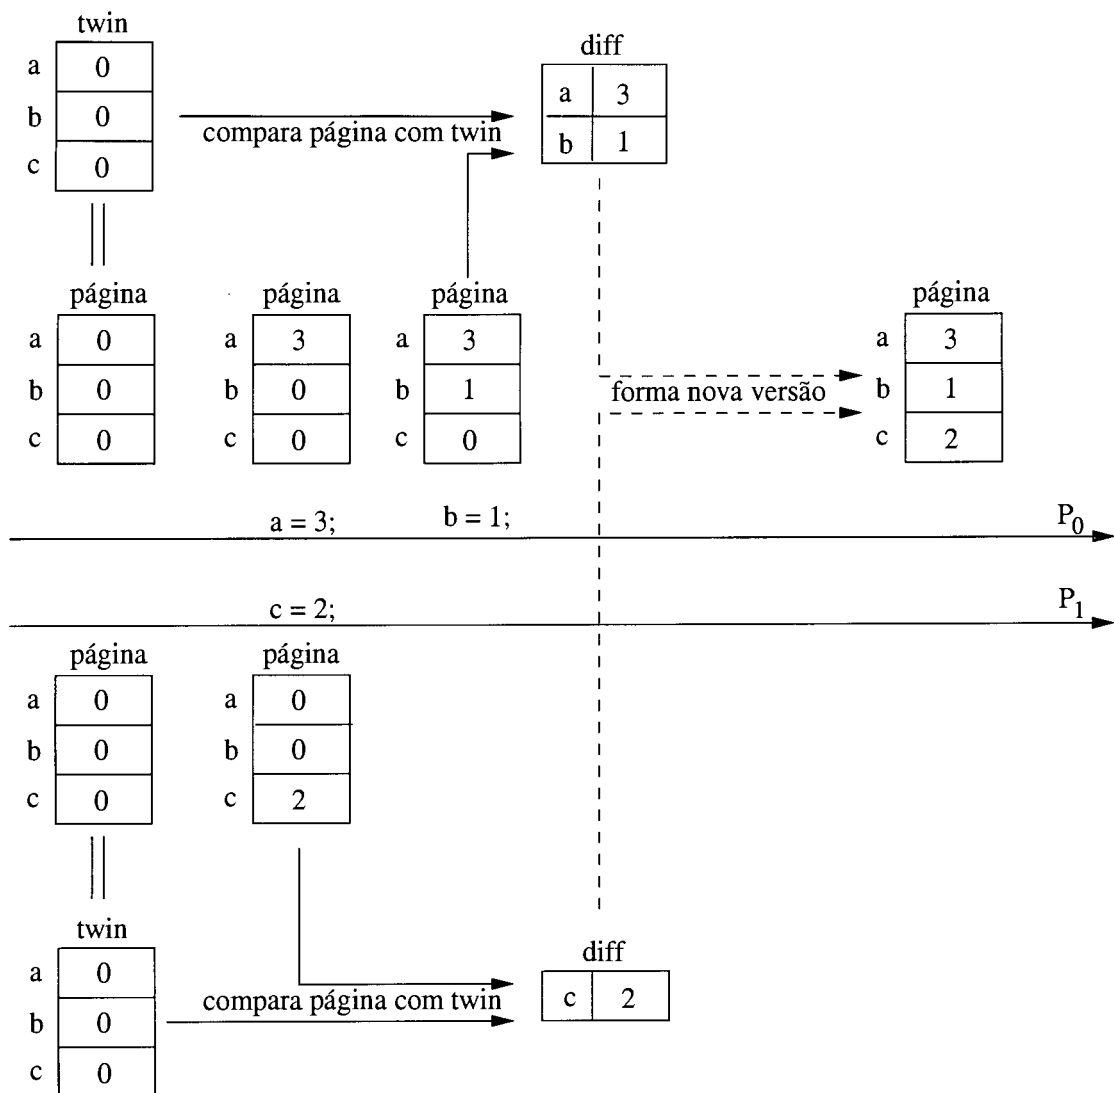 twin
a 0
b 0
c 0
compara página com twin
diff
a 3
b 1
página
a 0
b 0
c 0
página
a 3
b 0
c 0
página
a 3
b 1
c 0
forma nova versão
página
a 3
b 1
c 2
a = 3;
b = 1;
P0
c = 2;
P1
página
a 0
b 0
c 0
página
a 0
b 0
c 2
twin
a 0
b 0
c 0
compara página com twin
diff
c 2